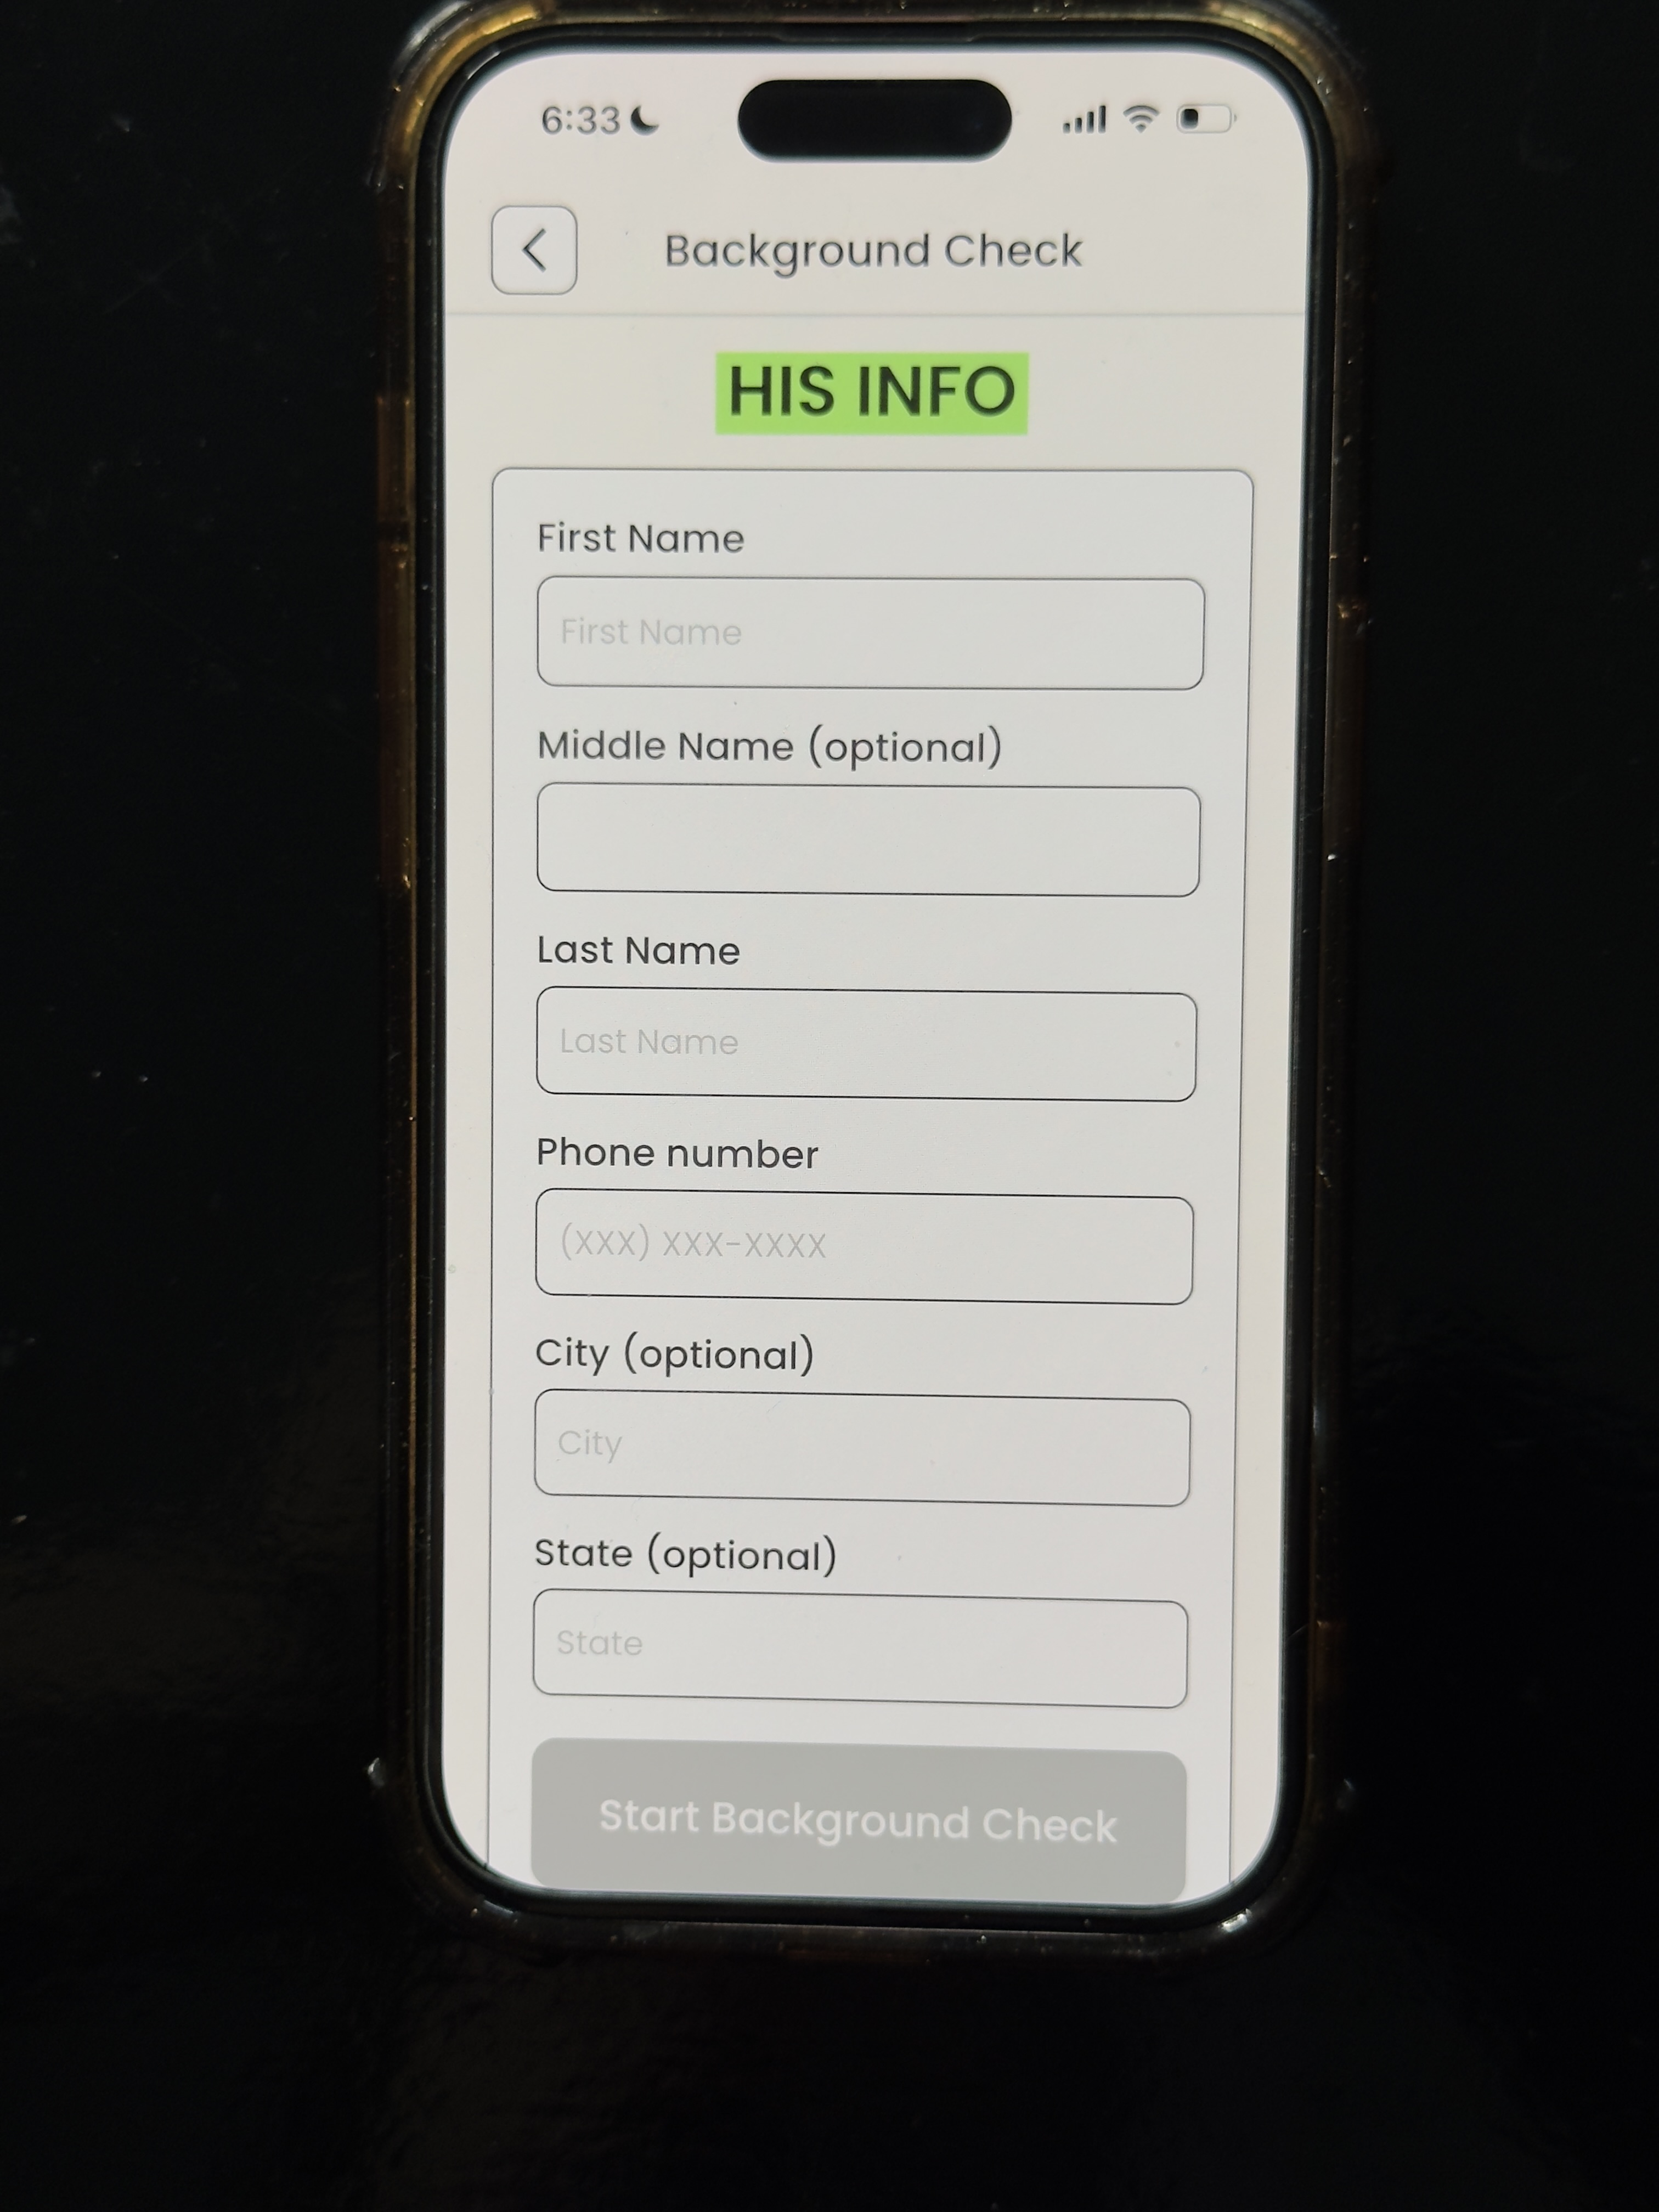 6:33
Background Check
HIS INFO
First Name
First Name
Middle Name (optional)
Last Name
Last Name
Phone number
(XXX) XXX-XXXX
City (optional)
City
State (optional)
State
Start Background Check